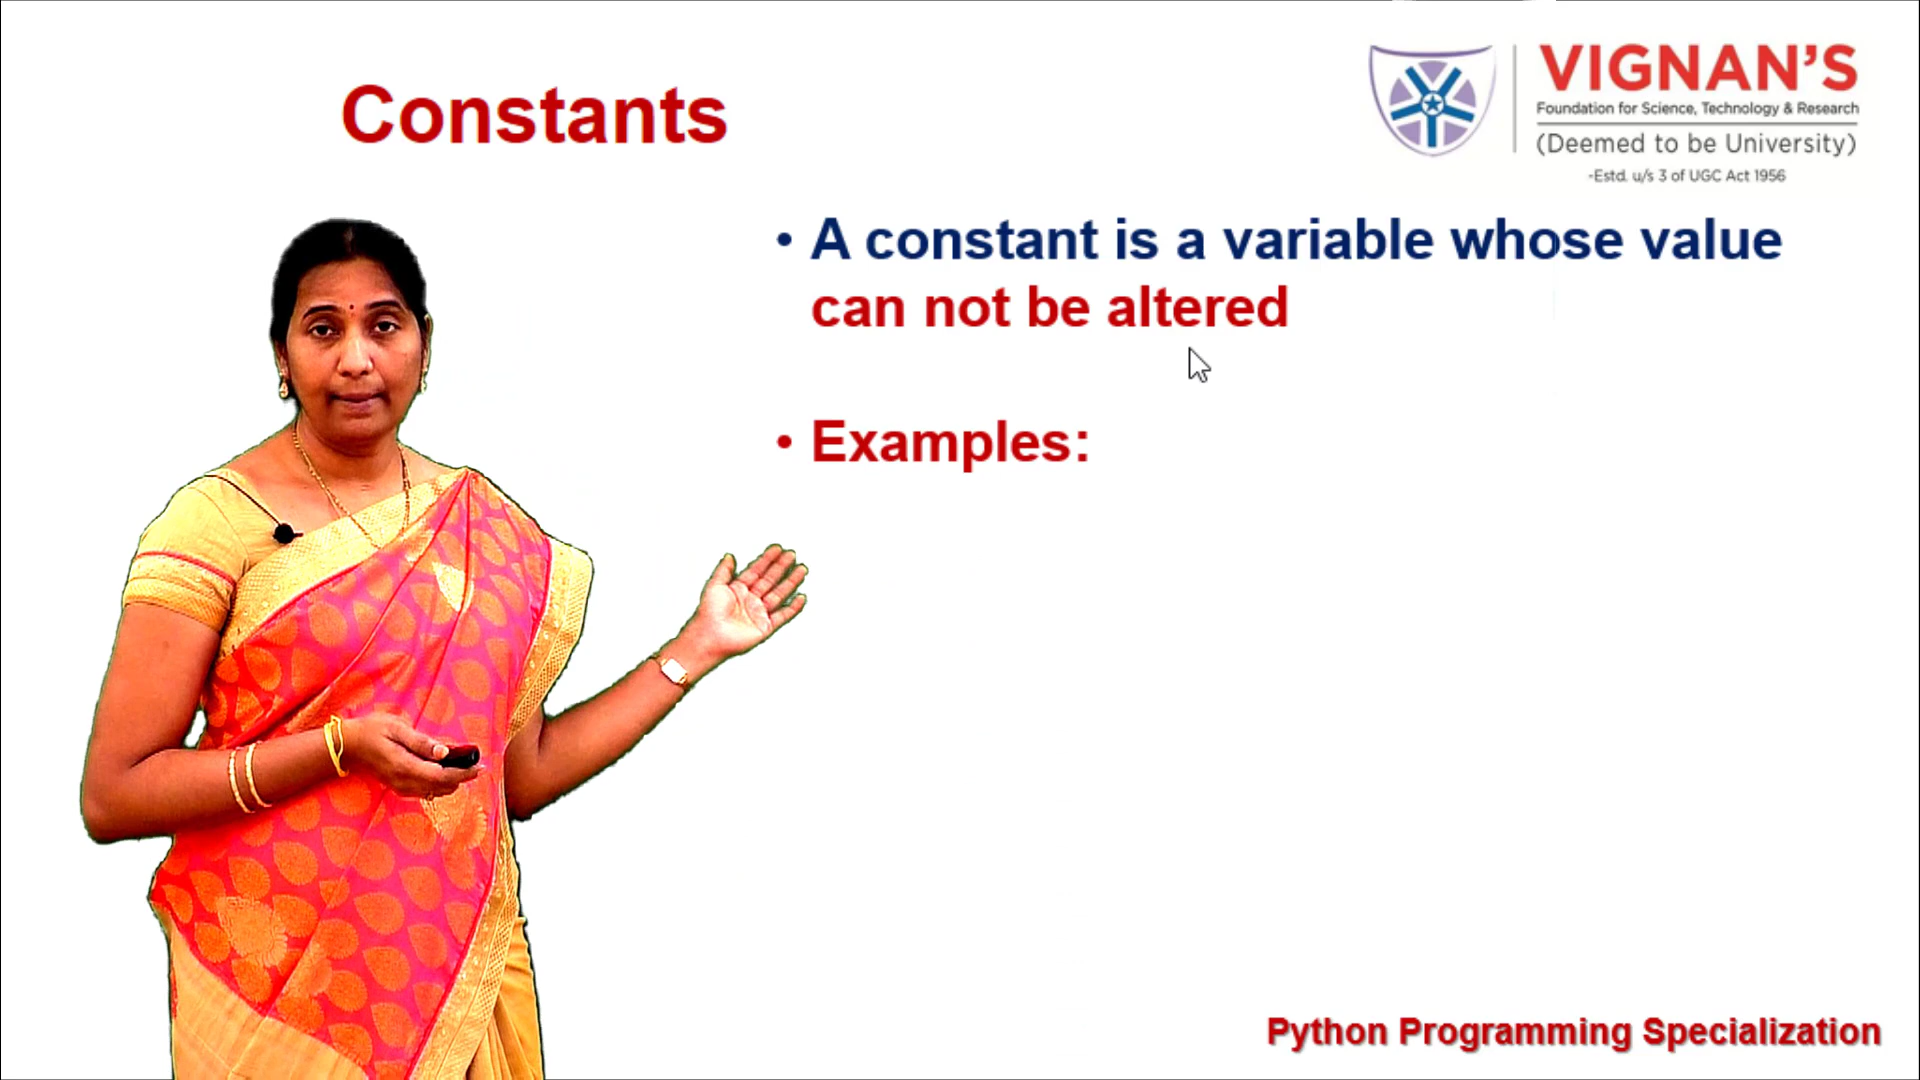 Constants
VIGNAN'S
Foundation for Science, Technology & Research
(Deemed to be University)
-Estd. u/s 3 of UGC Act 1956
• A constant is a variable whose value
can not be altered
• Examples:
Python Programming Specialization